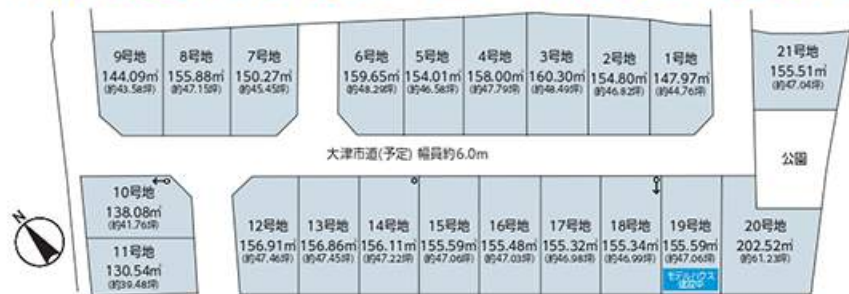 9号地
144.09㎡
(約43.58坪)
8号地
155.88㎡
(約47.15坪)
7号地
150.27㎡
(約45.45坪)
6号地
159.65㎡
(約48.29坪)
5号地
154.01㎡
(約46.58坪)
4号地
158.00㎡
(約47.79坪)
3号地
160.30㎡
(約48.49坪)
2号地
154.80㎡
(約46.82坪)
1号地
147.97㎡
(約44.76坪)
21号地
155.51㎡
(約47.04坪)
大津市道(予定) 幅員約6.0m
公園
10号地
138.08㎡
(約41.76坪)
11号地
130.54㎡
(約39.48坪)
12号地
156.91㎡
(約47.46坪)
13号地
156.86㎡
(約47.45坪)
14号地
156.11㎡
(約47.22坪)
15号地
155.59㎡
(約47.06坪)
16号地
155.48㎡
(約47.03坪)
17号地
155.32㎡
(約46.98坪)
18号地
155.34㎡
(約46.99坪)
19号地
155.59㎡
(約47.06坪)
モデルハウス
建設中
20号地
202.52㎡
(約61.23坪)
N